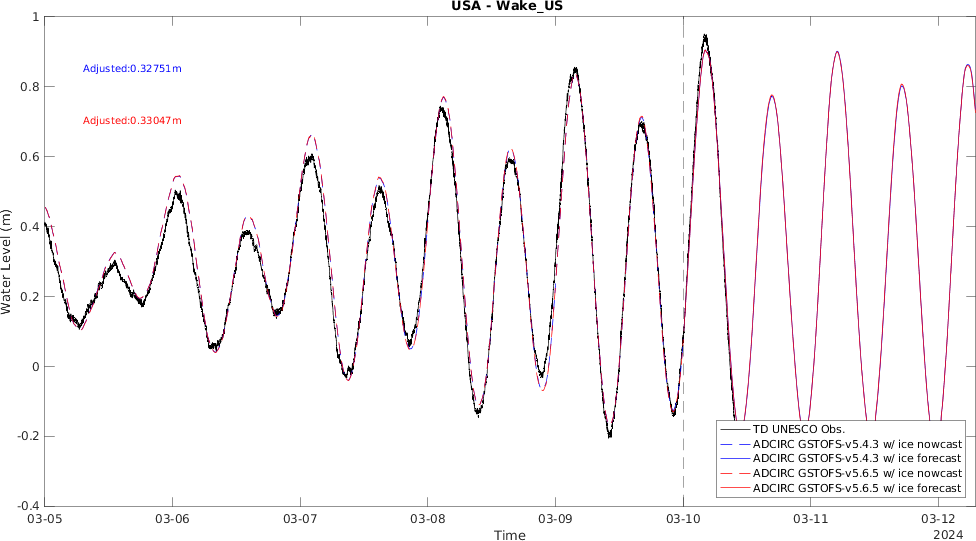 USA - Wake_US
1
0.8
0.6
0.4
0.2
0
-0.2
-0.4
Water Level (m)
Adjusted:0.32751m
Adjusted:0.33047m
TD UNESCO Obs.
ADCIRC GSTOFS-v5.4.3 w/ ice nowcast
ADCIRC GSTOFS-v5.4.3 w/ ice forecast
ADCIRC GSTOFS-v5.6.5 w/ ice nowcast
ADCIRC GSTOFS-v5.6.5 w/ ice forecast
03-05 03-06 03-07 03-08 03-09 03-10 03-11 03-12
Time
2024